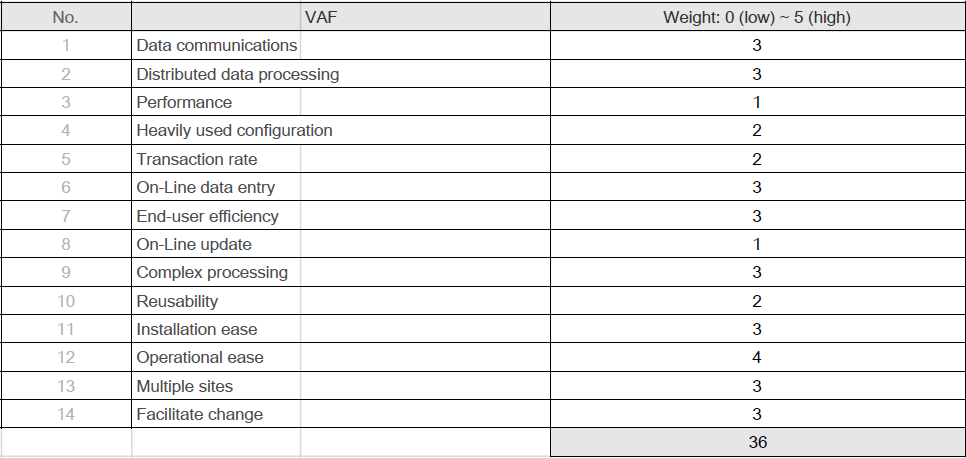 No. VAF Weight: 0 (low) ~ 5 (high)
1 Data communications 3
2 Distributed data processing 3
3 Performance 1
4 Heavily used configuration 2
5 Transaction rate 2
6 On-Line data entry 3
7 End-user efficiency 3
8 On-Line update 1
9 Complex processing 3
10 Reusability 2
11 Installation ease 3
12 Operational ease 4
13 Multiple sites 3
14 Facilitate change 3
36